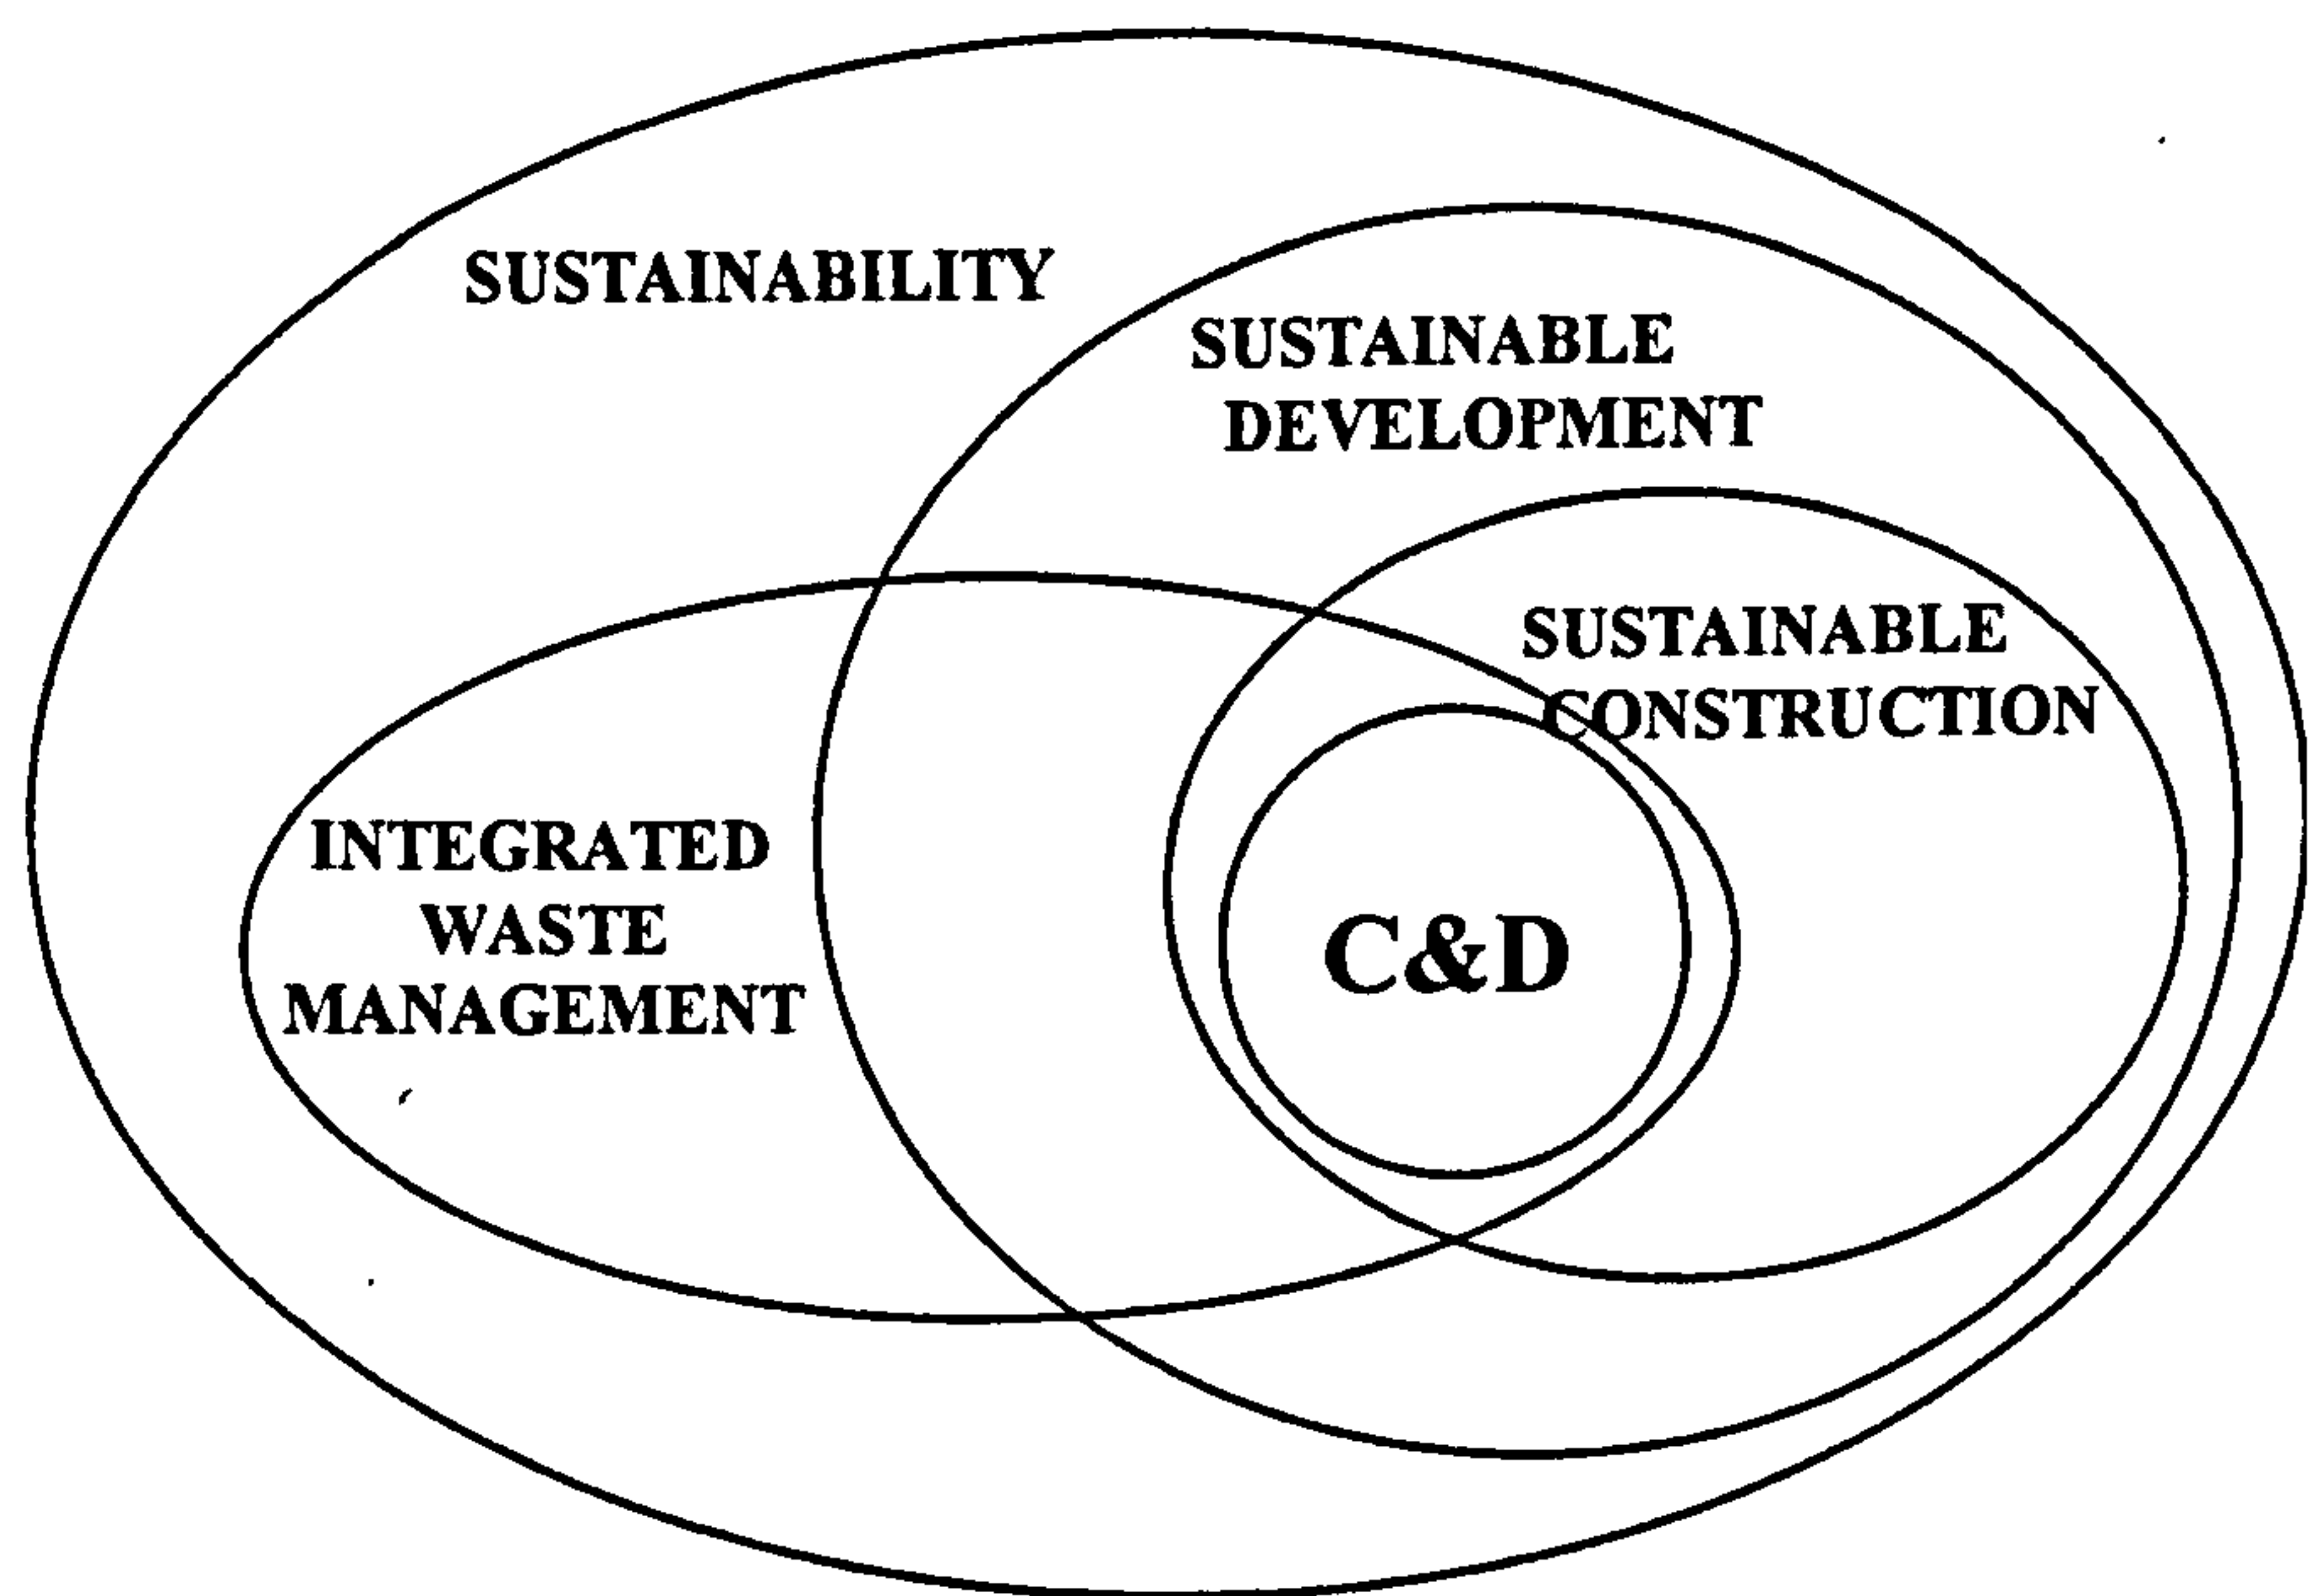 SUSTAINABILITY
SUSTAINABLE
DEVELOPMENT
SUSTAINABLE
CONSTRUCTION
INTEGRATED
WASTE
MANAGEMENT
C&D